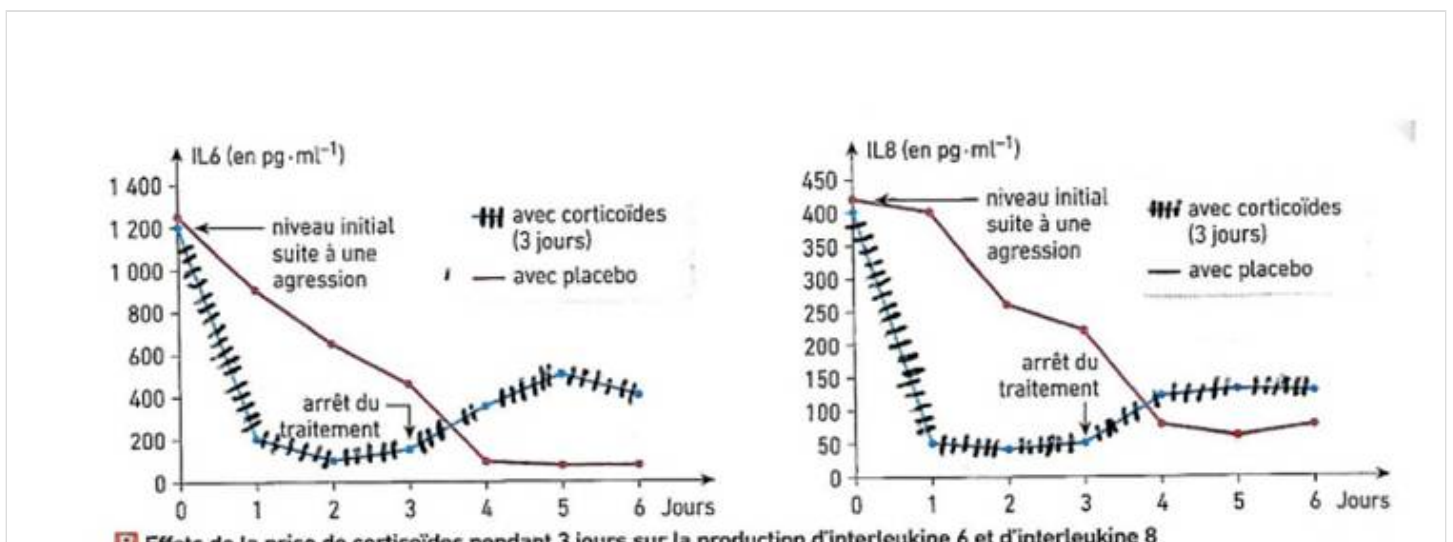 IL6 (en pg·ml⁻¹)
1 400
1 200
1 000
800
600
400
200
0
niveau initial
suite à une
agression
avec corticoïdes
(3 jours)
avec placebo
arrêt du
traitement
0 1 2 3 4 5 6 Jours
IL8 (en pg·ml⁻¹)
450
400
350
300
250
200
150
100
50
0
niveau initial
suite à une
agression
avec corticoïdes
(3 jours)
avec placebo
arrêt du
traitement
0 1 2 3 4 5 6 Jours
Effets de la prise de corticoïdes pendant 3 jours sur la production d'interleukine 6 et d'interleukine 8